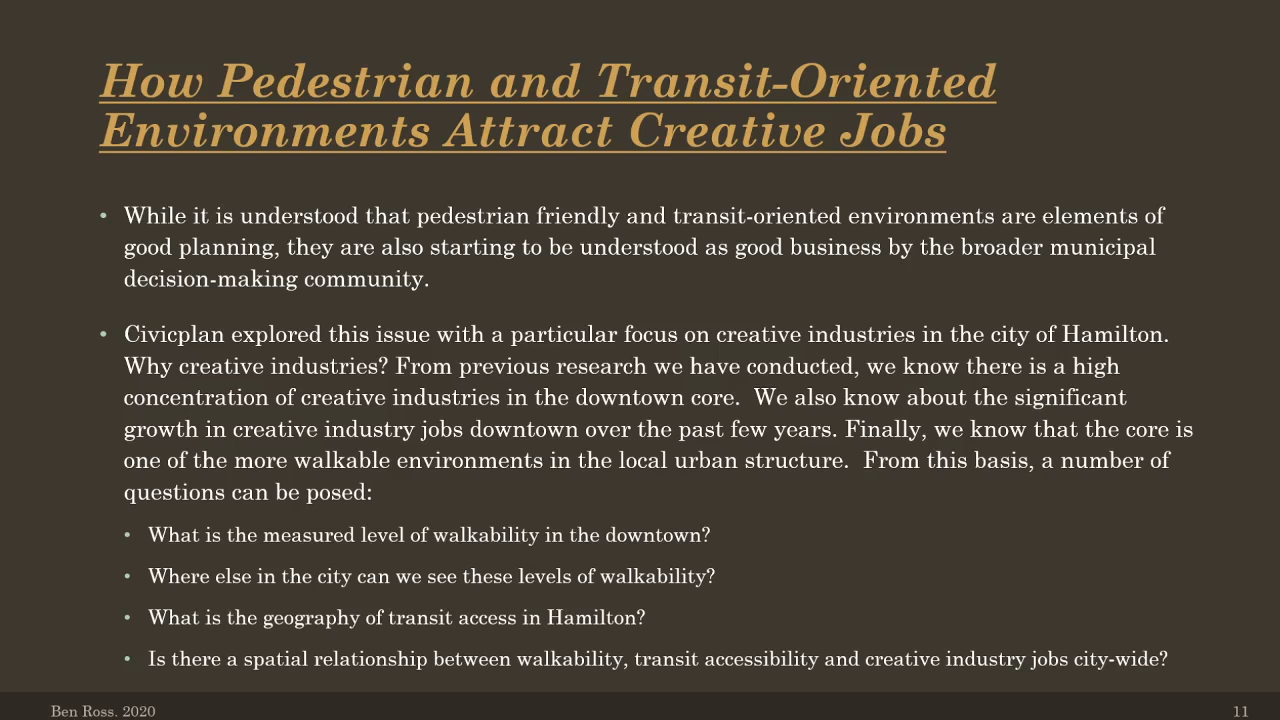 How Pedestrian and Transit-Oriented
Environments Attract Creative Jobs
• While it is understood that pedestrian friendly and transit-oriented environments are elements of
good planning, they are also starting to be understood as good business by the broader municipal
decision-making community.
• Civicplan explored this issue with a particular focus on creative industries in the city of Hamilton.
Why creative industries? From previous research we have conducted, we know there is a high
concentration of creative industries in the downtown core.  We also know about the significant
growth in creative industry jobs downtown over the past few years. Finally, we know that the core is
one of the more walkable environments in the local urban structure.  From this basis, a number of
questions can be posed:
• What is the measured level of walkability in the downtown?
• Where else in the city can we see these levels of walkability?
• What is the geography of transit access in Hamilton?
• Is there a spatial relationship between walkability, transit accessibility and creative industry jobs city-wide?
Ben Ross. 2020
11